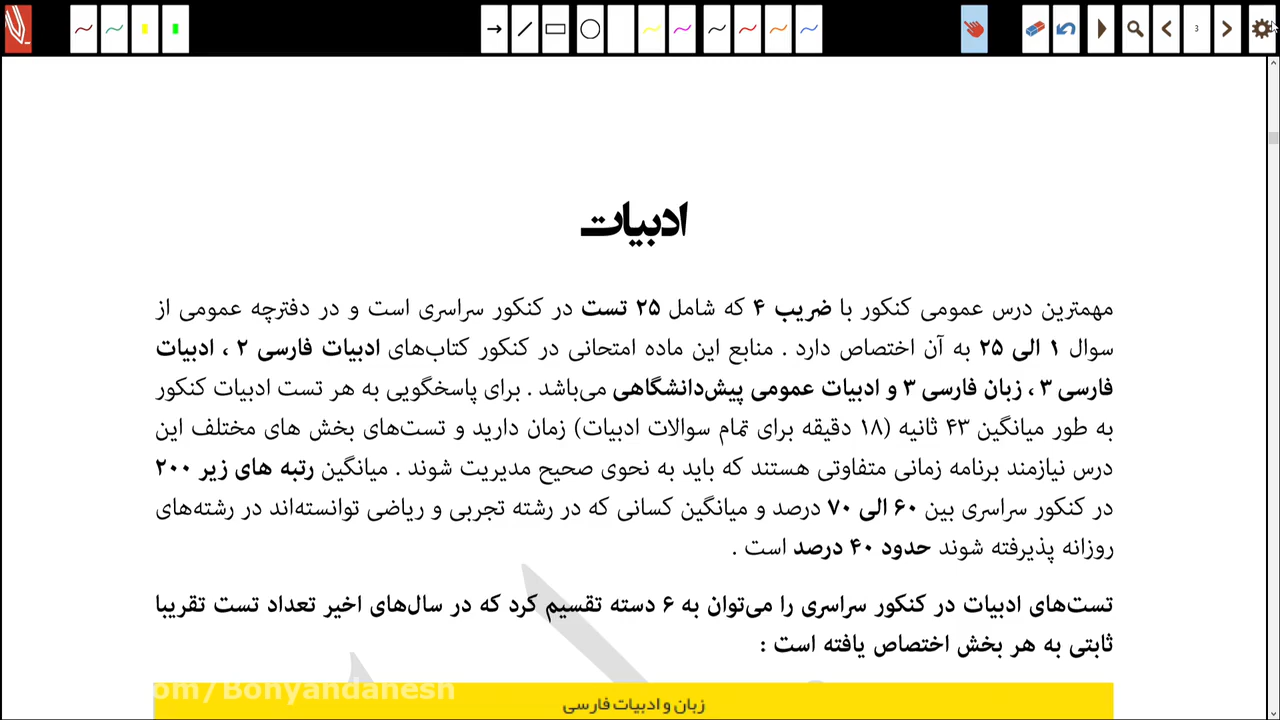 3
ادبیات
مهمترین درس عمومی کنکور با ضریب ۴ که شامل ۲۵ تست در کنکور سراسری است و در دفترچه عمومی از
سوال ۱ الی ۲۵ به آن اختصاص دارد . منابع این ماده امتحانی در کنکور کتاب‌های ادبیات فارسی ۲ ، ادبیات
فارسی ۳ ، زبان فارسی ۳ و ادبیات عمومی پیش‌دانشگاهی می‌باشد . برای پاسخگویی به هر تست ادبیات کنکور
به طور میانگین ۴۳ ثانیه (۱۸ دقیقه برای تمام سوالات ادبیات) زمان دارید و تست‌های بخش های مختلف این
درس نیازمند برنامه زمانی متفاوتی هستند که باید به نحوی صحیح مدیریت شوند . میانگین رتبه های زیر ۲۰۰
در کنکور سراسری بین ۶۰ الی ۷۰ درصد و میانگین کسانی که در رشته تجربی و ریاضی توانسته‌اند در رشته‌های
روزانه پذیرفته شوند حدود ۴۰ درصد است .
تست‌های ادبیات در کنکور سراسری را می‌توان به ۶ دسته تقسیم کرد که در سال‌های اخیر تعداد تست تقریبا
ثابتی به هر بخش اختصاص یافته است :
om/Bonyandanesh
زبان و ادبیات فارسی